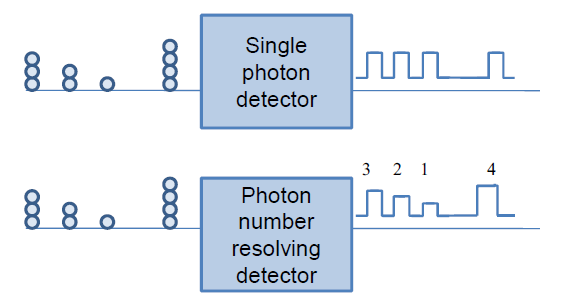 Single
photon
detector
3 2 1 4
Photon
number
resolving
detector